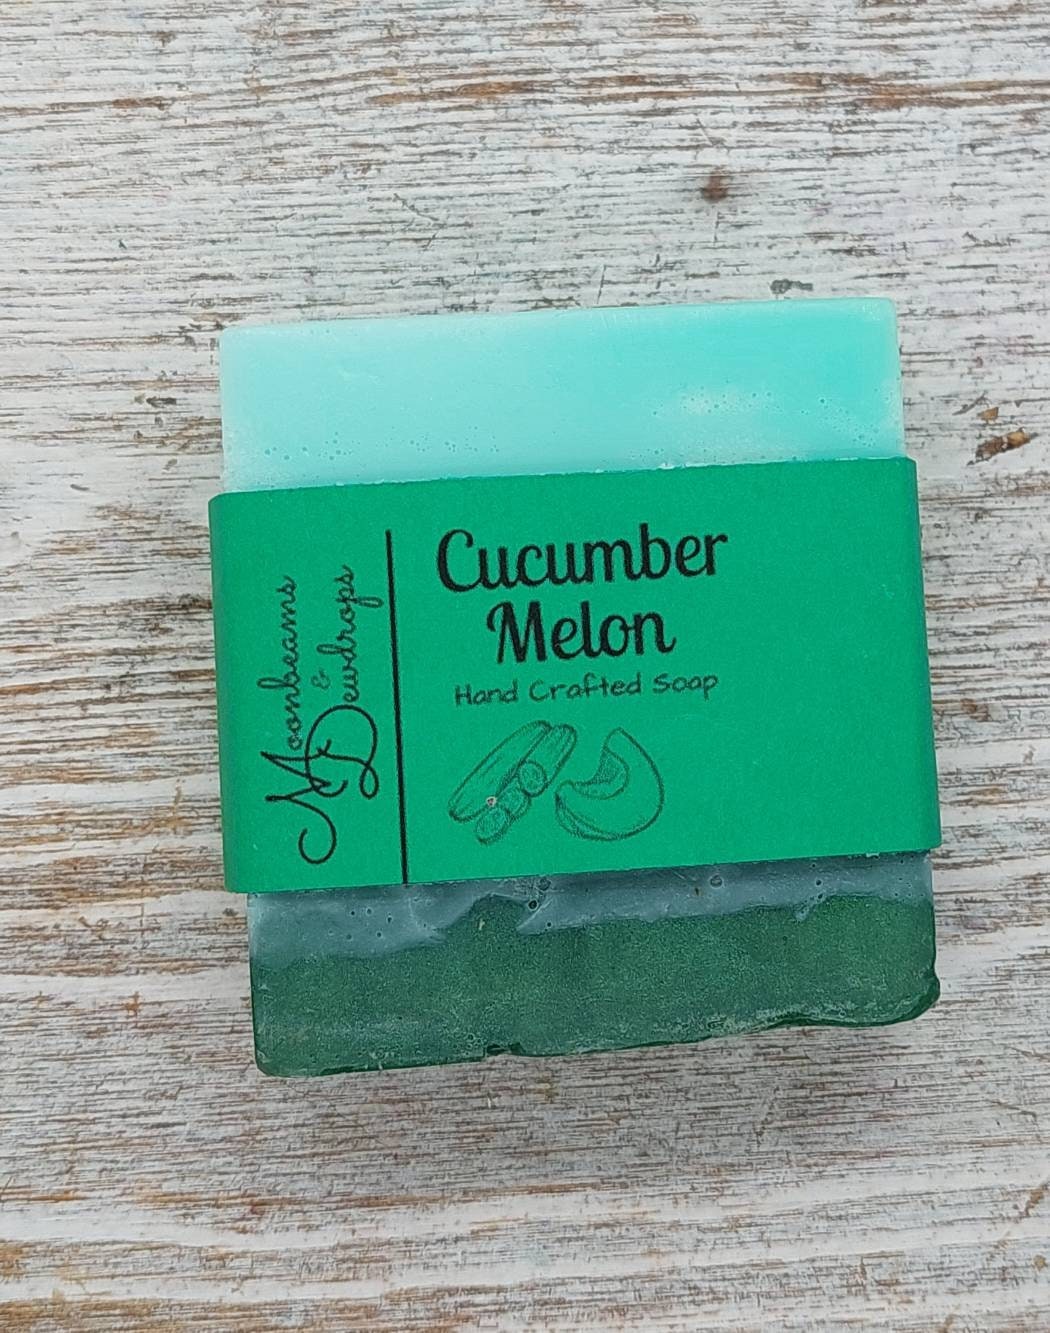 Moonbeams
&
Dewdrops
Cucumber
Melon
Hand Crafted Soap